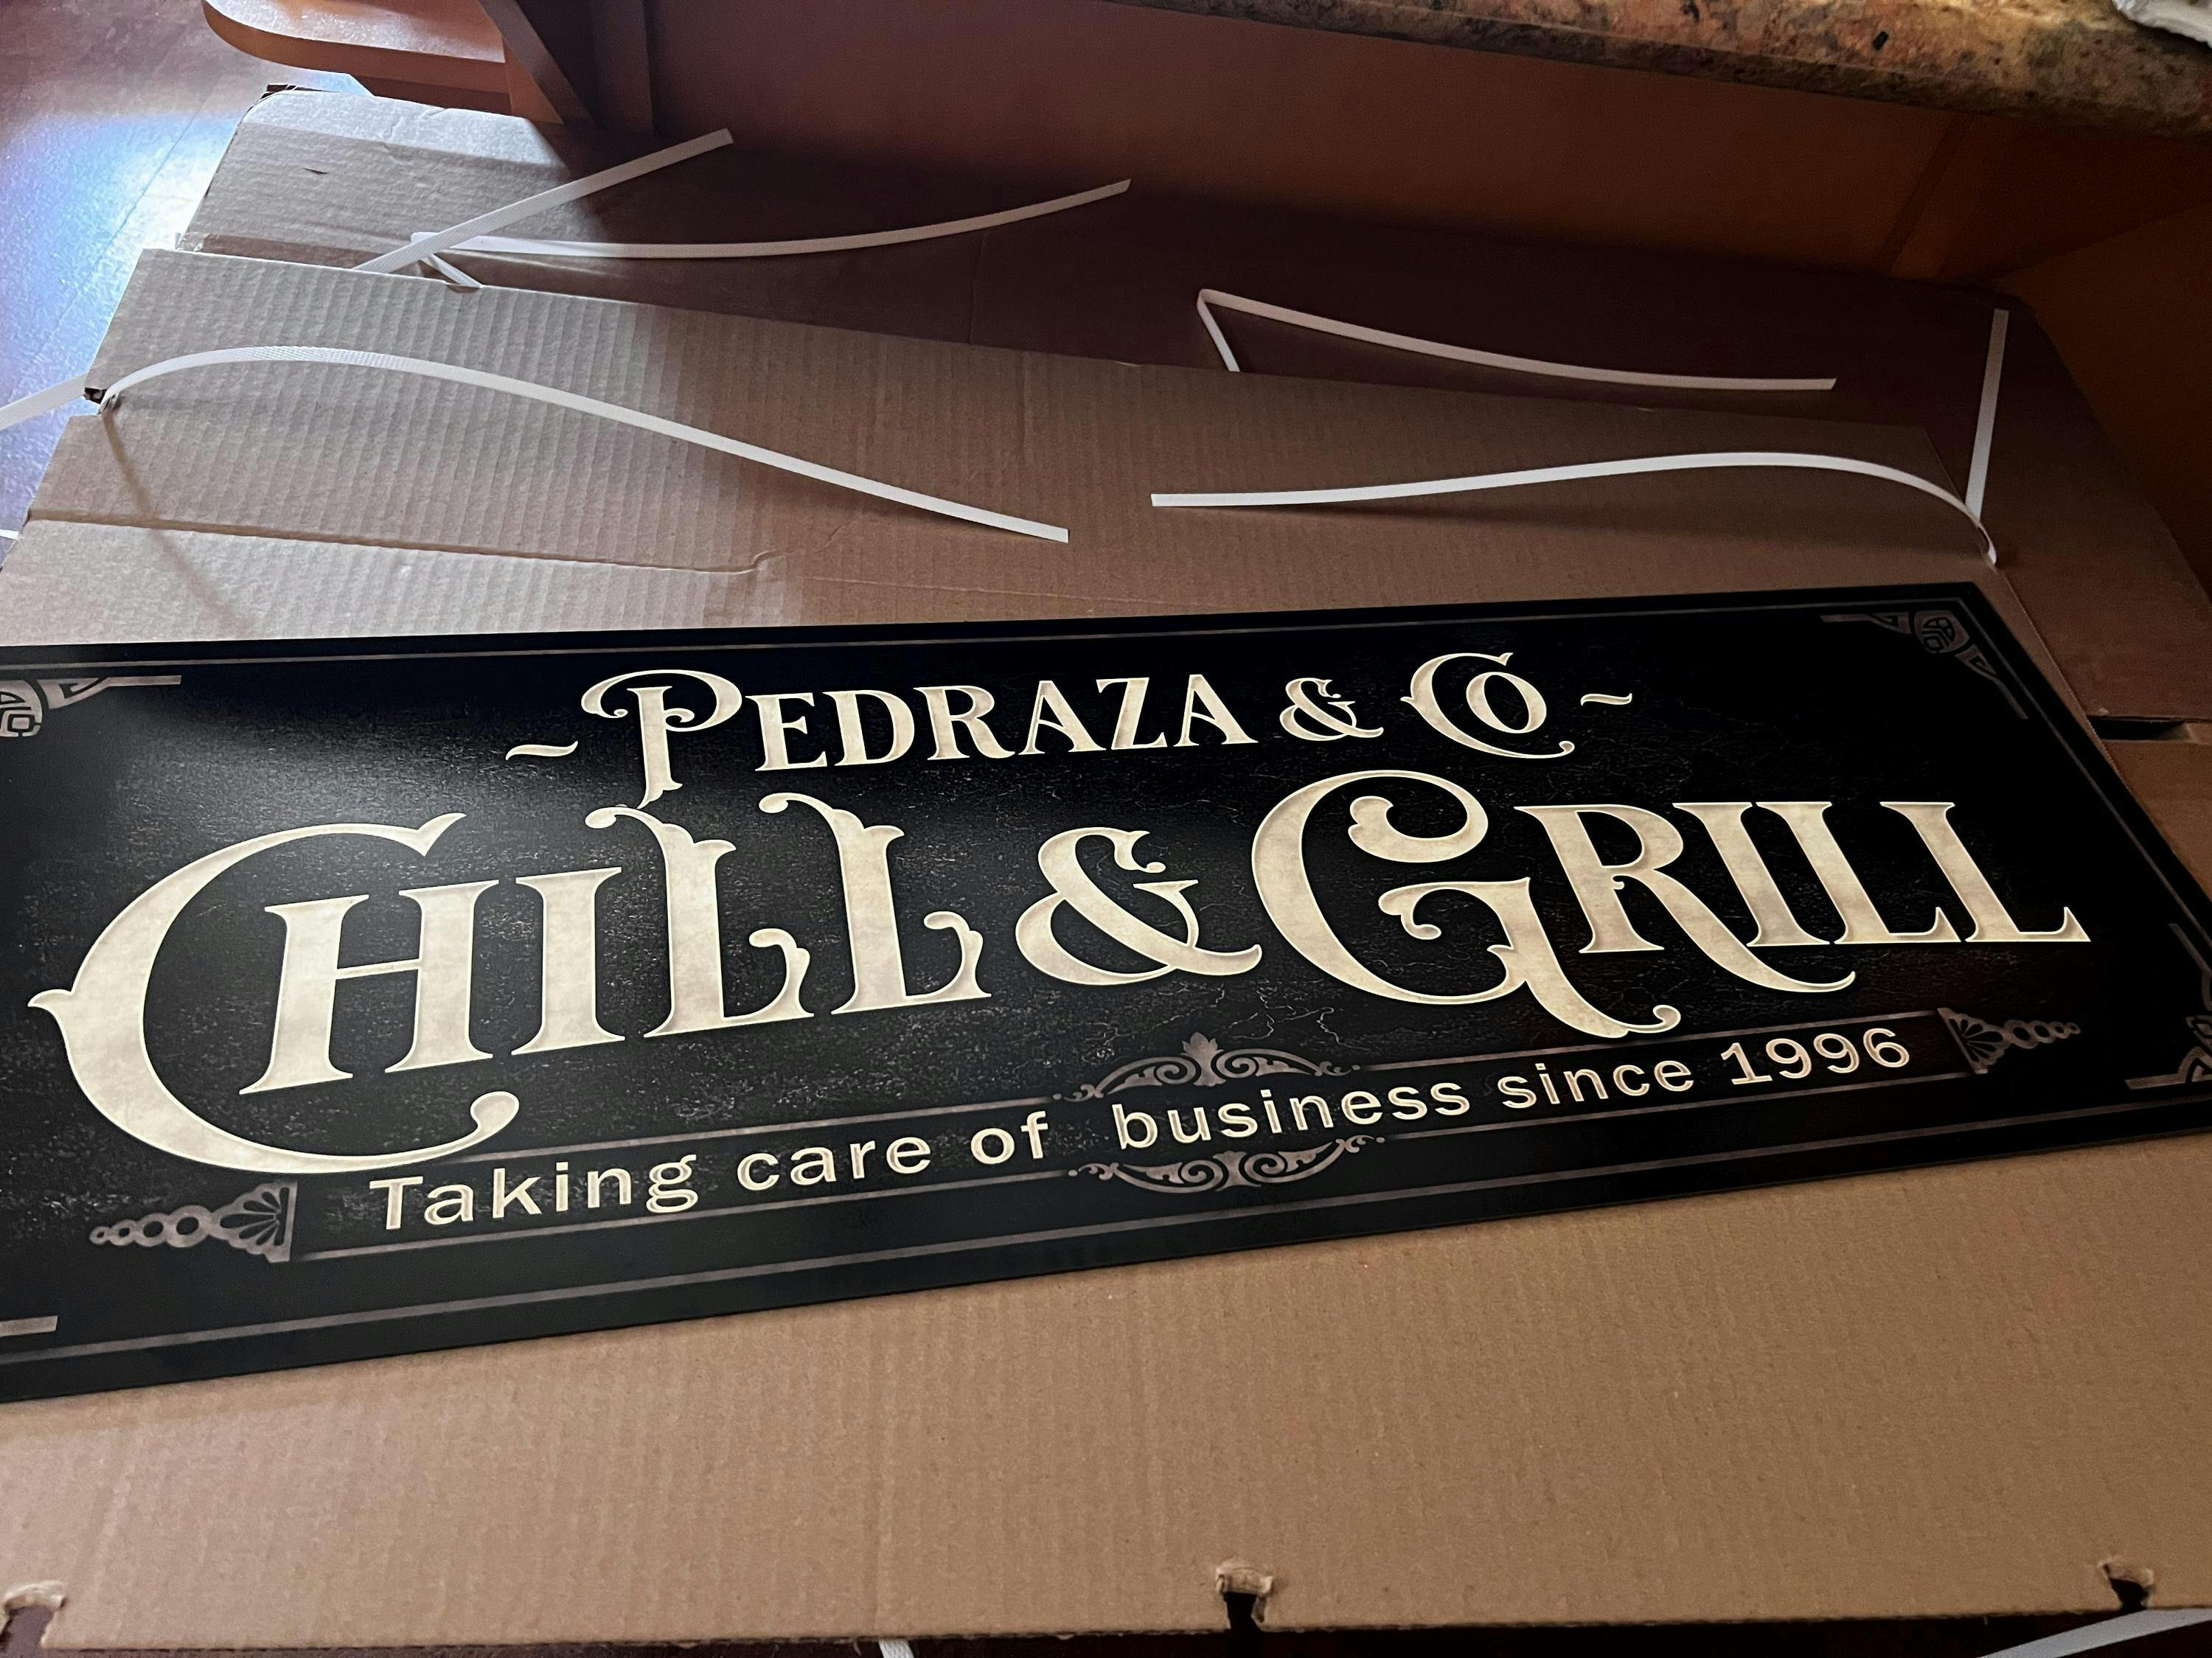 ~ PEDRAZA & CO ~
CHILL & GRILL
Taking care of business since 1996